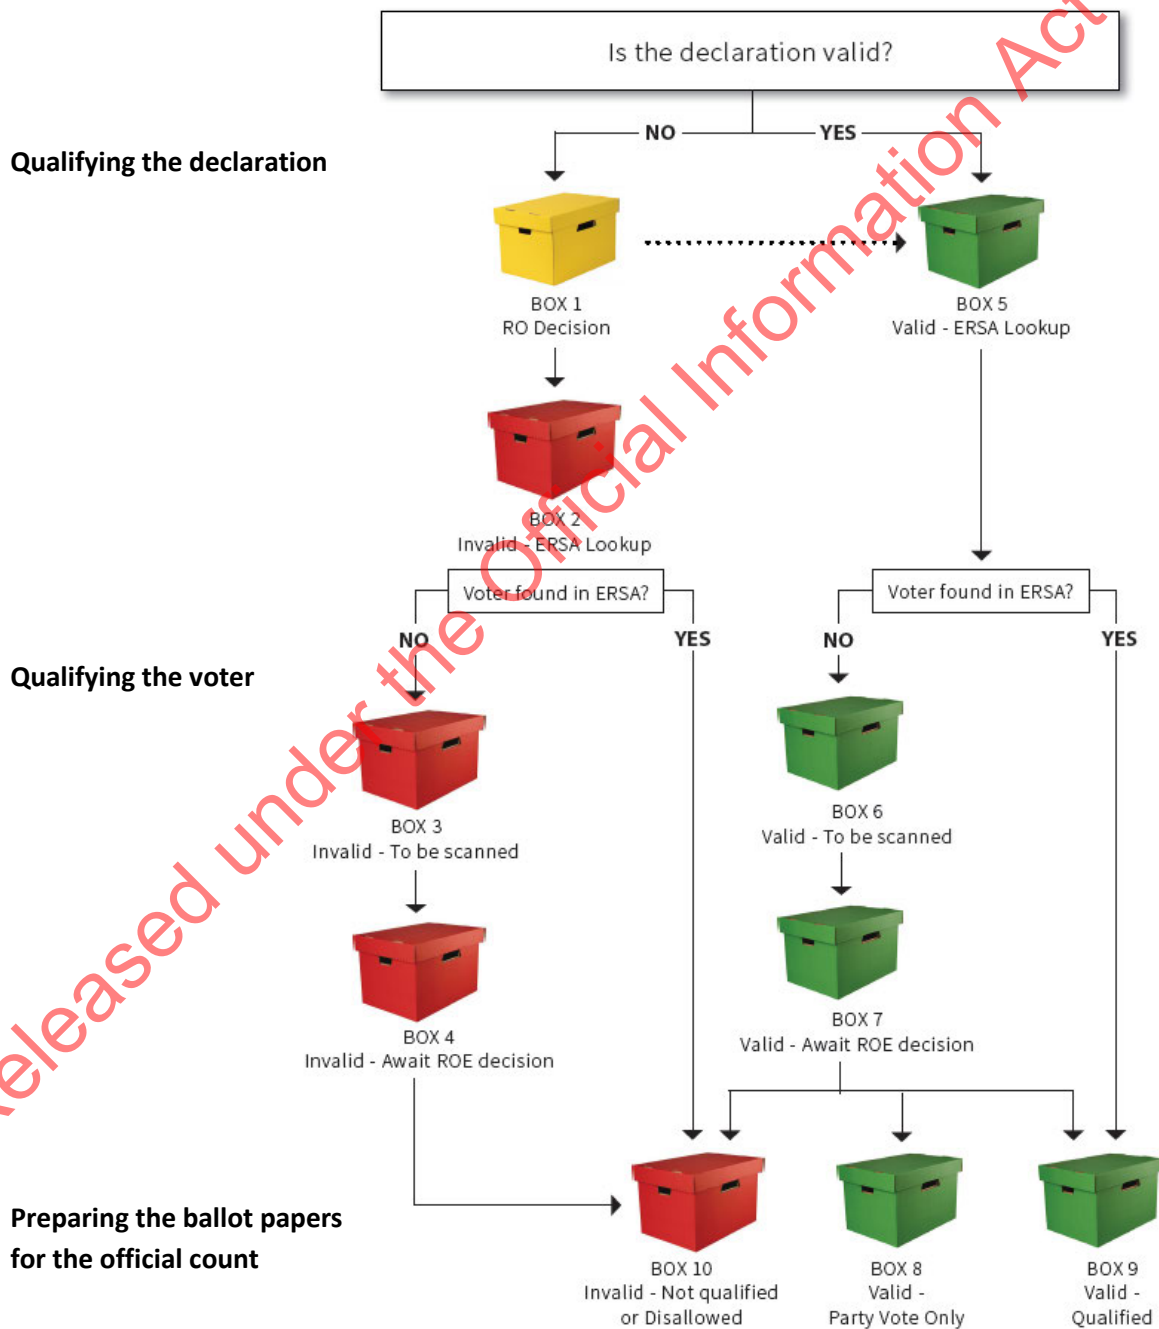 Is the declaration valid?
NO
YES
Qualifying the declaration
BOX 1
RO Decision
BOX 5
Valid - ERSA Lookup
BOX 2
Invalid - ERSA Lookup
Voter found in ERSA?
Voter found in ERSA?
NO
YES
NO
YES
Qualifying the voter
BOX 3
Invalid - To be scanned
BOX 6
Valid - To be scanned
BOX 4
Invalid - Await ROE decision
BOX 7
Valid - Await ROE decision
Preparing the ballot papers
for the official count
BOX 10
Invalid - Not qualified
or Disallowed
BOX 8
Valid -
Party Vote Only
BOX 9
Valid -
Qualified
Released under the Official Information Act